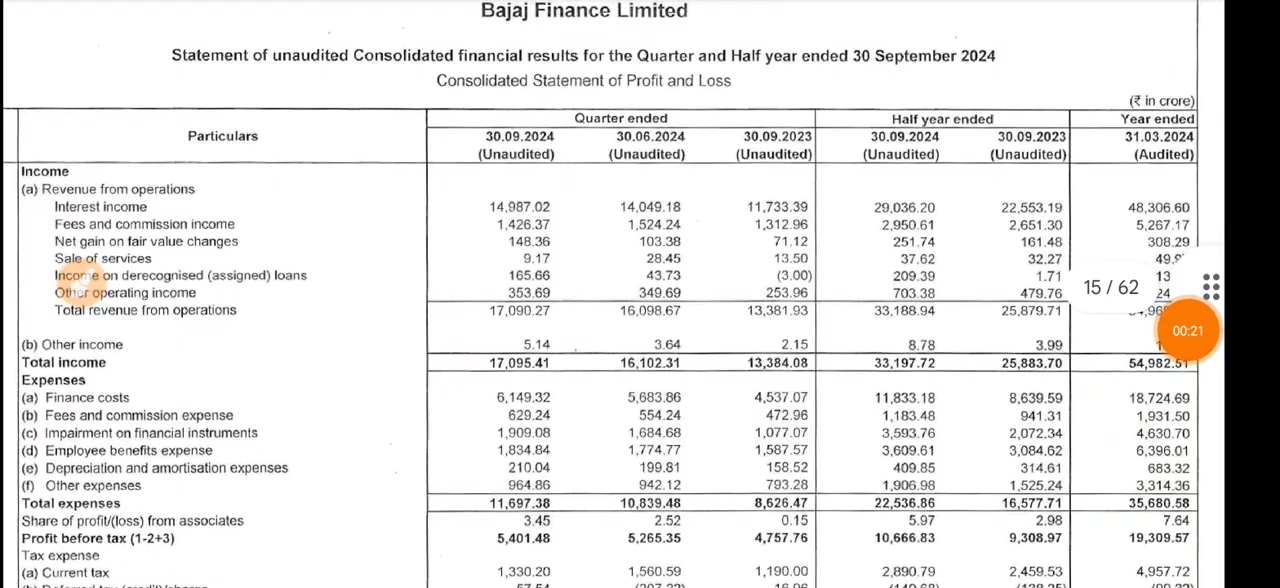 Bajaj Finance Limited
Statement of unaudited Consolidated financial results for the Quarter and Half year ended 30 September 2024
Consolidated Statement of Profit and Loss
(₹ in crore)
Particulars Quarter ended Half year ended Year ended
30.09.2024 30.06.2024 30.09.2023 30.09.2024 30.09.2023 31.03.2024
(Unaudited) (Unaudited) (Unaudited) (Unaudited) (Unaudited) (Audited)
Income
(a) Revenue from operations
Interest income 14,987.02 14,049.18 11,733.39 29,036.20 22,553.19 48,306.60
Fees and commission income 1,426.37 1,524.24 1,312.96 2,950.61 2,651.30 5,267.17
Net gain on fair value changes 148.36 103.38 71.12 251.74 161.48 308.29
Sale of services 9.17 28.45 13.50 37.62 32.27
Income on derecognised (assigned) loans 165.66 43.73 (3.00) 209.39 1.71
Other operating income 353.69 349.69 253.96 703.38 479.76
15 / 62
Total revenue from operations 17,090.27 16,098.67 13,381.93 33,188.94 25,879.71
00:21
(b) Other income 5.14 3.64 2.15 8.78 3.99
Total income 17,095.41 16,102.31 13,384.08 33,197.72 25,883.70 54,982.51
Expenses
(a) Finance costs 6,149.32 5,683.86 4,537.07 11,833.18 8,639.59 18,724.69
(b) Fees and commission expense 629.24 554.24 472.96 1,183.48 941.31 1,931.50
(c) Impairment on financial instruments 1,909.08 1,684.68 1,077.07 3,593.76 2,072.34 4,630.70
(d) Employee benefits expense 1,834.84 1,774.77 1,587.57 3,609.61 3,084.62 6,396.01
(e) Depreciation and amortisation expenses 210.04 199.81 158.52 409.85 314.61 683.32
(f) Other expenses 964.86 942.12 793.28 1,906.98 1,525.24 3,314.36
Total expenses 11,697.38 10,839.48 8,626.47 22,536.86 16,577.71 35,680.58
Share of profit/(loss) from associates 3.45 2.52 0.15 5.97 2.98 7.64
Profit before tax (1-2+3) 5,401.48 5,265.35 4,757.76 10,666.83 9,308.97 19,309.57
Tax expense
(a) Current tax 1,330.20 1,560.59 1,190.00 2,890.79 2,459.53 4,957.72